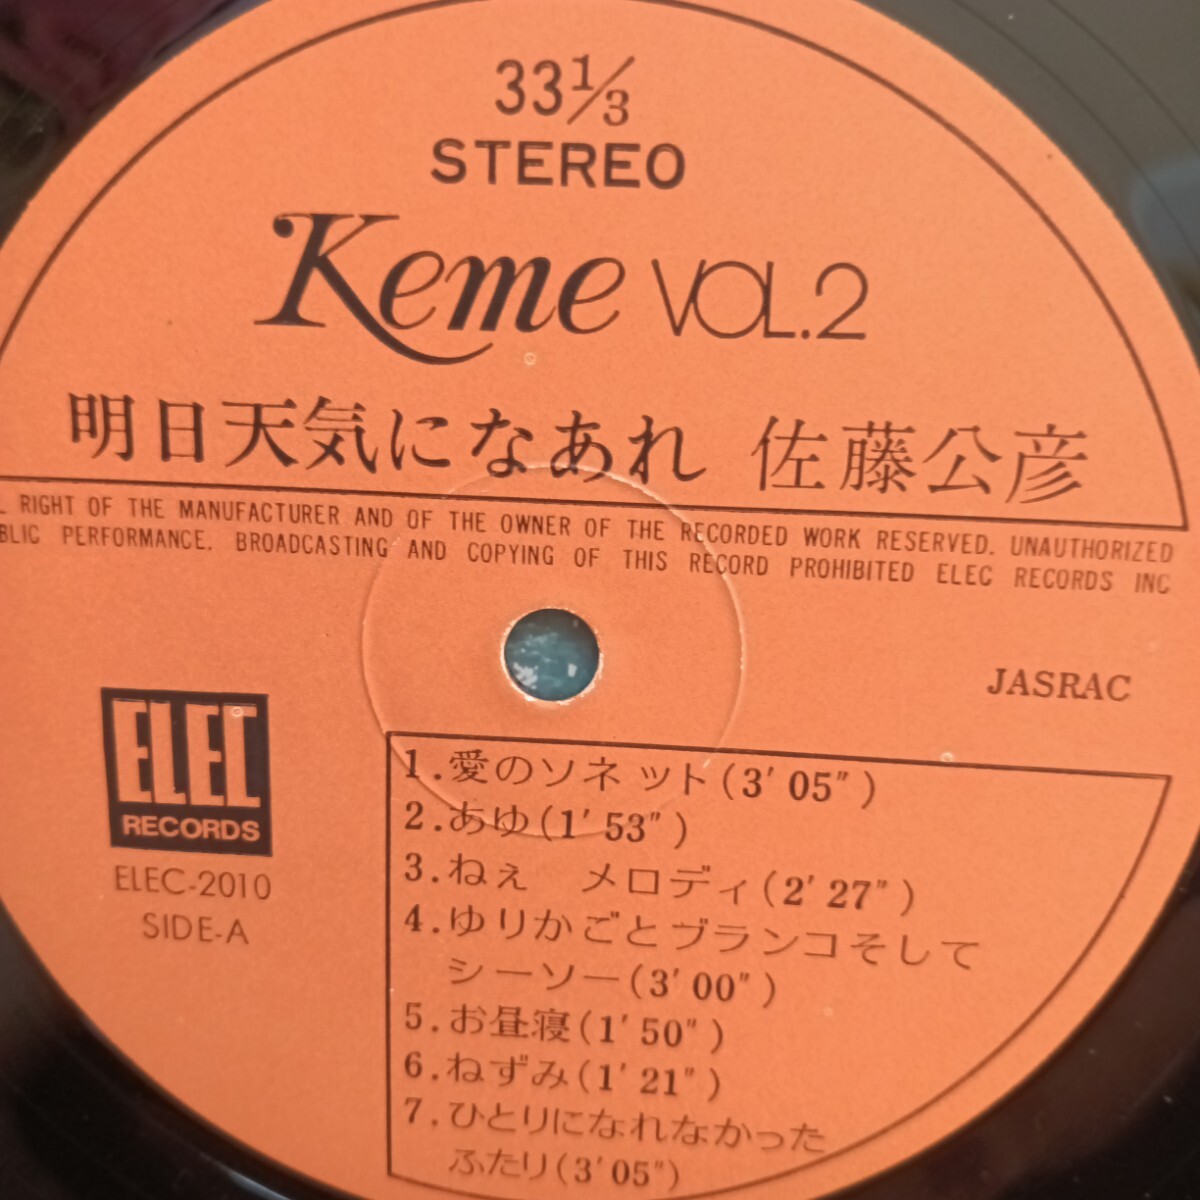 33⅓
STEREO
Keme VOL.2
明日天気になあれ 佐藤公彦
RIGHT OF THE MANUFACTURER AND OF THE OWNER OF THE RECORDED WORK RESERVED. UNAUTHORIZED
PERFORMANCE. BROADCASTING AND COPYING OF THIS RECORD PROHIBITED ELEC RECORDS INC
JASRAC
ELEC
RECORDS
ELEC-2010
SIDE-A
1.愛のソネット(3′05″)
2.あゆ(1′53″)
3.ねぇ メロディ(2′27″)
4.ゆりかごとブランコそして
シーソー(3′00″)
5.お昼寝(1′50″)
6.ねずみ(1′21″)
7.ひとりになれなかった
ふたり(3′05″)